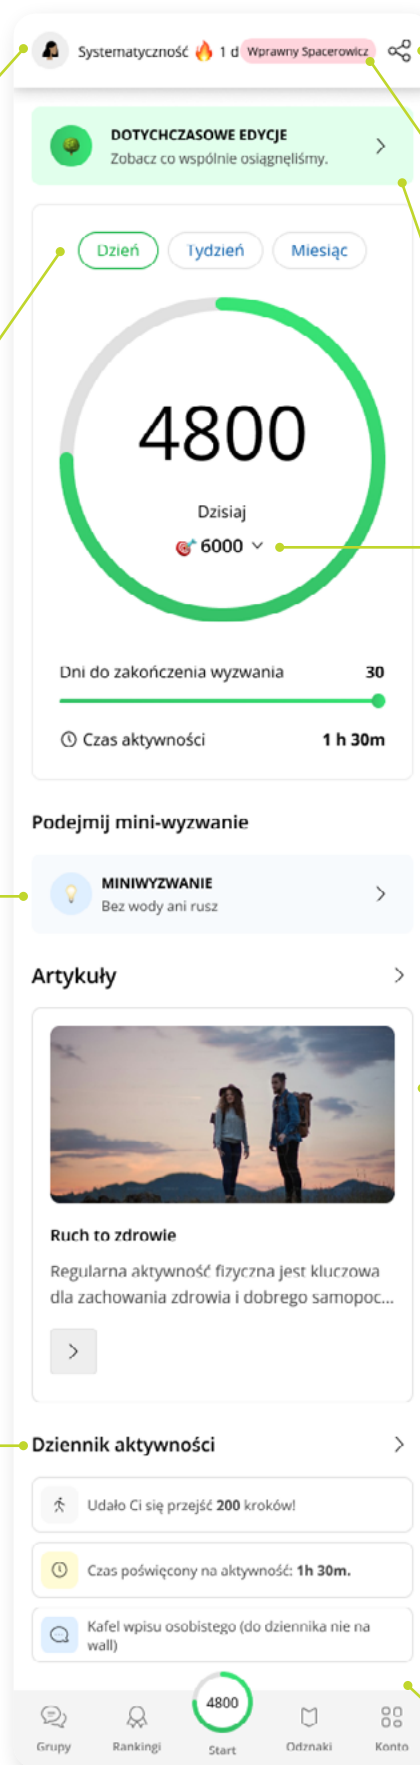 Systematyczność 🔥 1 d Wprawny Spacerowicz
DOTYCHCZASOWE EDYCJE
Zobacz co wspólnie osiągnęliśmy.
Dzień Tydzień Miesiąc
4800
Dzisiaj
🎯 6000
Dni do zakończenia wyzwania 30
Czas aktywności 1 h 30m
Podejmij mini-wyzwanie
MINIWYZWANIE
Bez wody ani rusz
Artykuły
Ruch to zdrowie
Regularna aktywność fizyczna jest kluczowa
dla zachowania zdrowia i dobrego samopoc...
Dziennik aktywności
Udało Ci się przejść 200 kroków!
Czas poświęcony na aktywność: 1h 30m.
Kafel wpisu osobistego (do dziennika nie na
wall)
4800
Grupy Rankingi Start Odznaki Konto